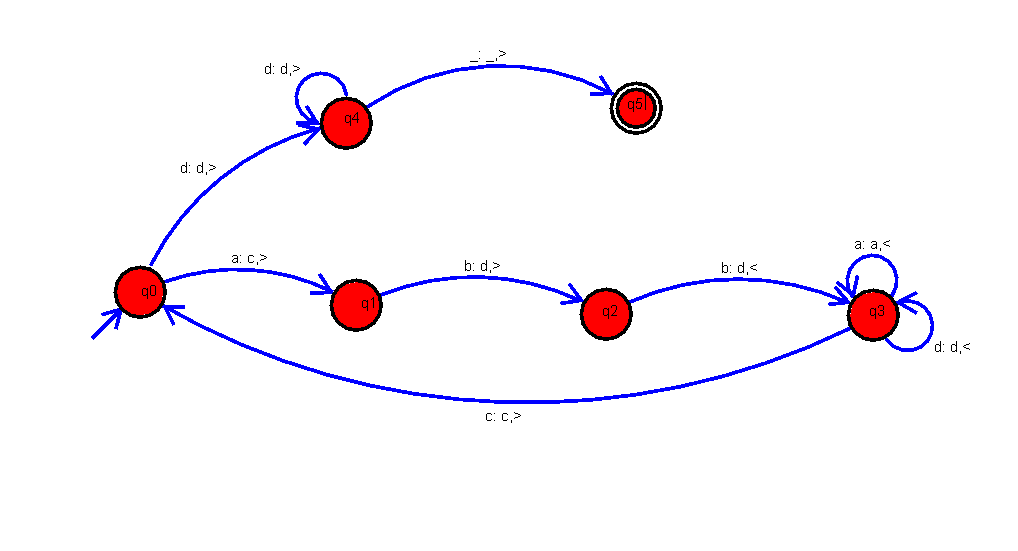 _: _,>
d: d,>
q4
q5
d: d,>
a: c,>
b: d,>
b: d,<
a: a,<
q0
q1
q2
q3
d: d,<
c: c,>